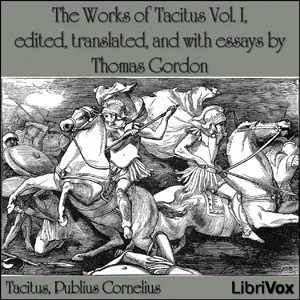 The Works of Tacitus Vol. I,
edited, translated, and with essays by
Thomas Gordon
Tacitus, Publius Cornelius
LibriVox